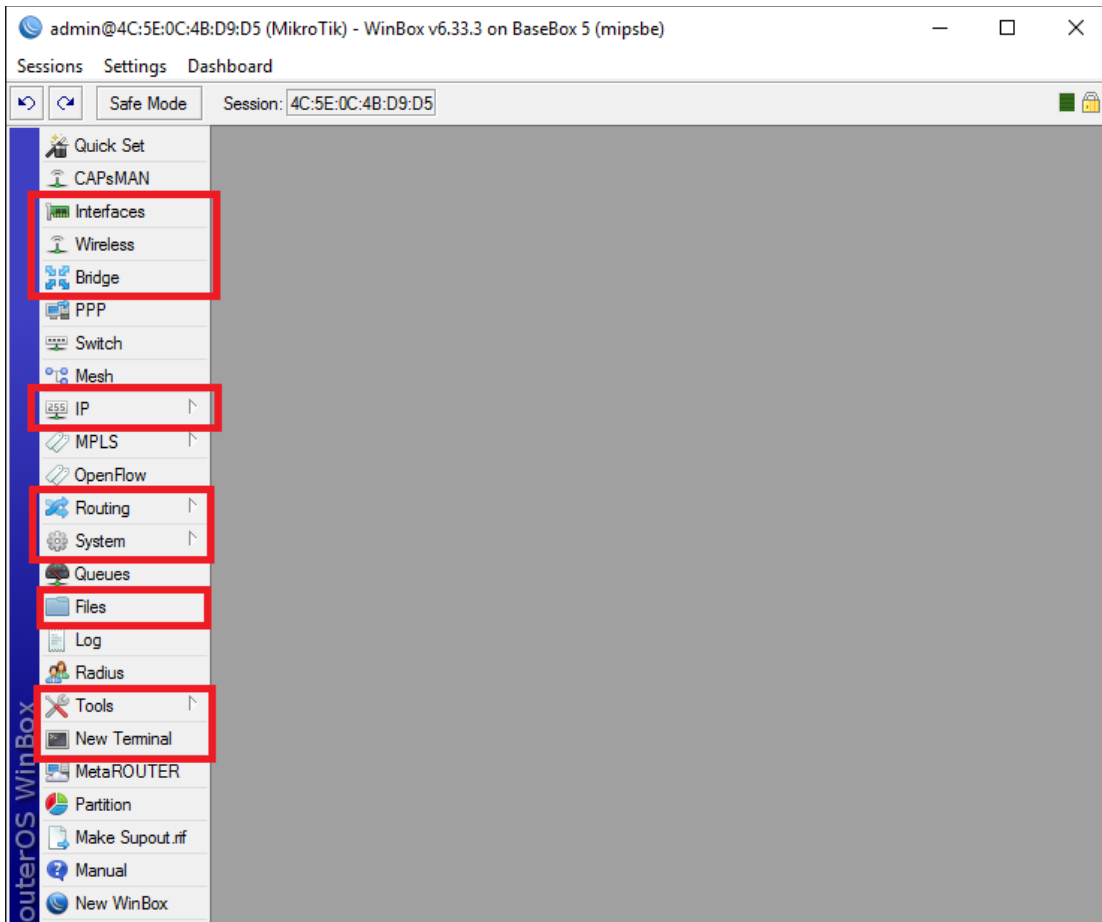 admin@4C:5E:0C:4B:D9:D5 (MikroTik) - WinBox v6.33.3 on BaseBox 5 (mipsbe)
Sessions Settings Dashboard
Safe Mode Session: 4C:5E:0C:4B:D9:D5
Quick Set
CAPsMAN
Interfaces
Wireless
Bridge
PPP
Switch
Mesh
255 IP
MPLS
OpenFlow
Routing
System
Queues
Files
Log
Radius
Tools
New Terminal
MetaROUTER
Partition
Make Supout.rif
Manual
New WinBox
outerOS WinBox